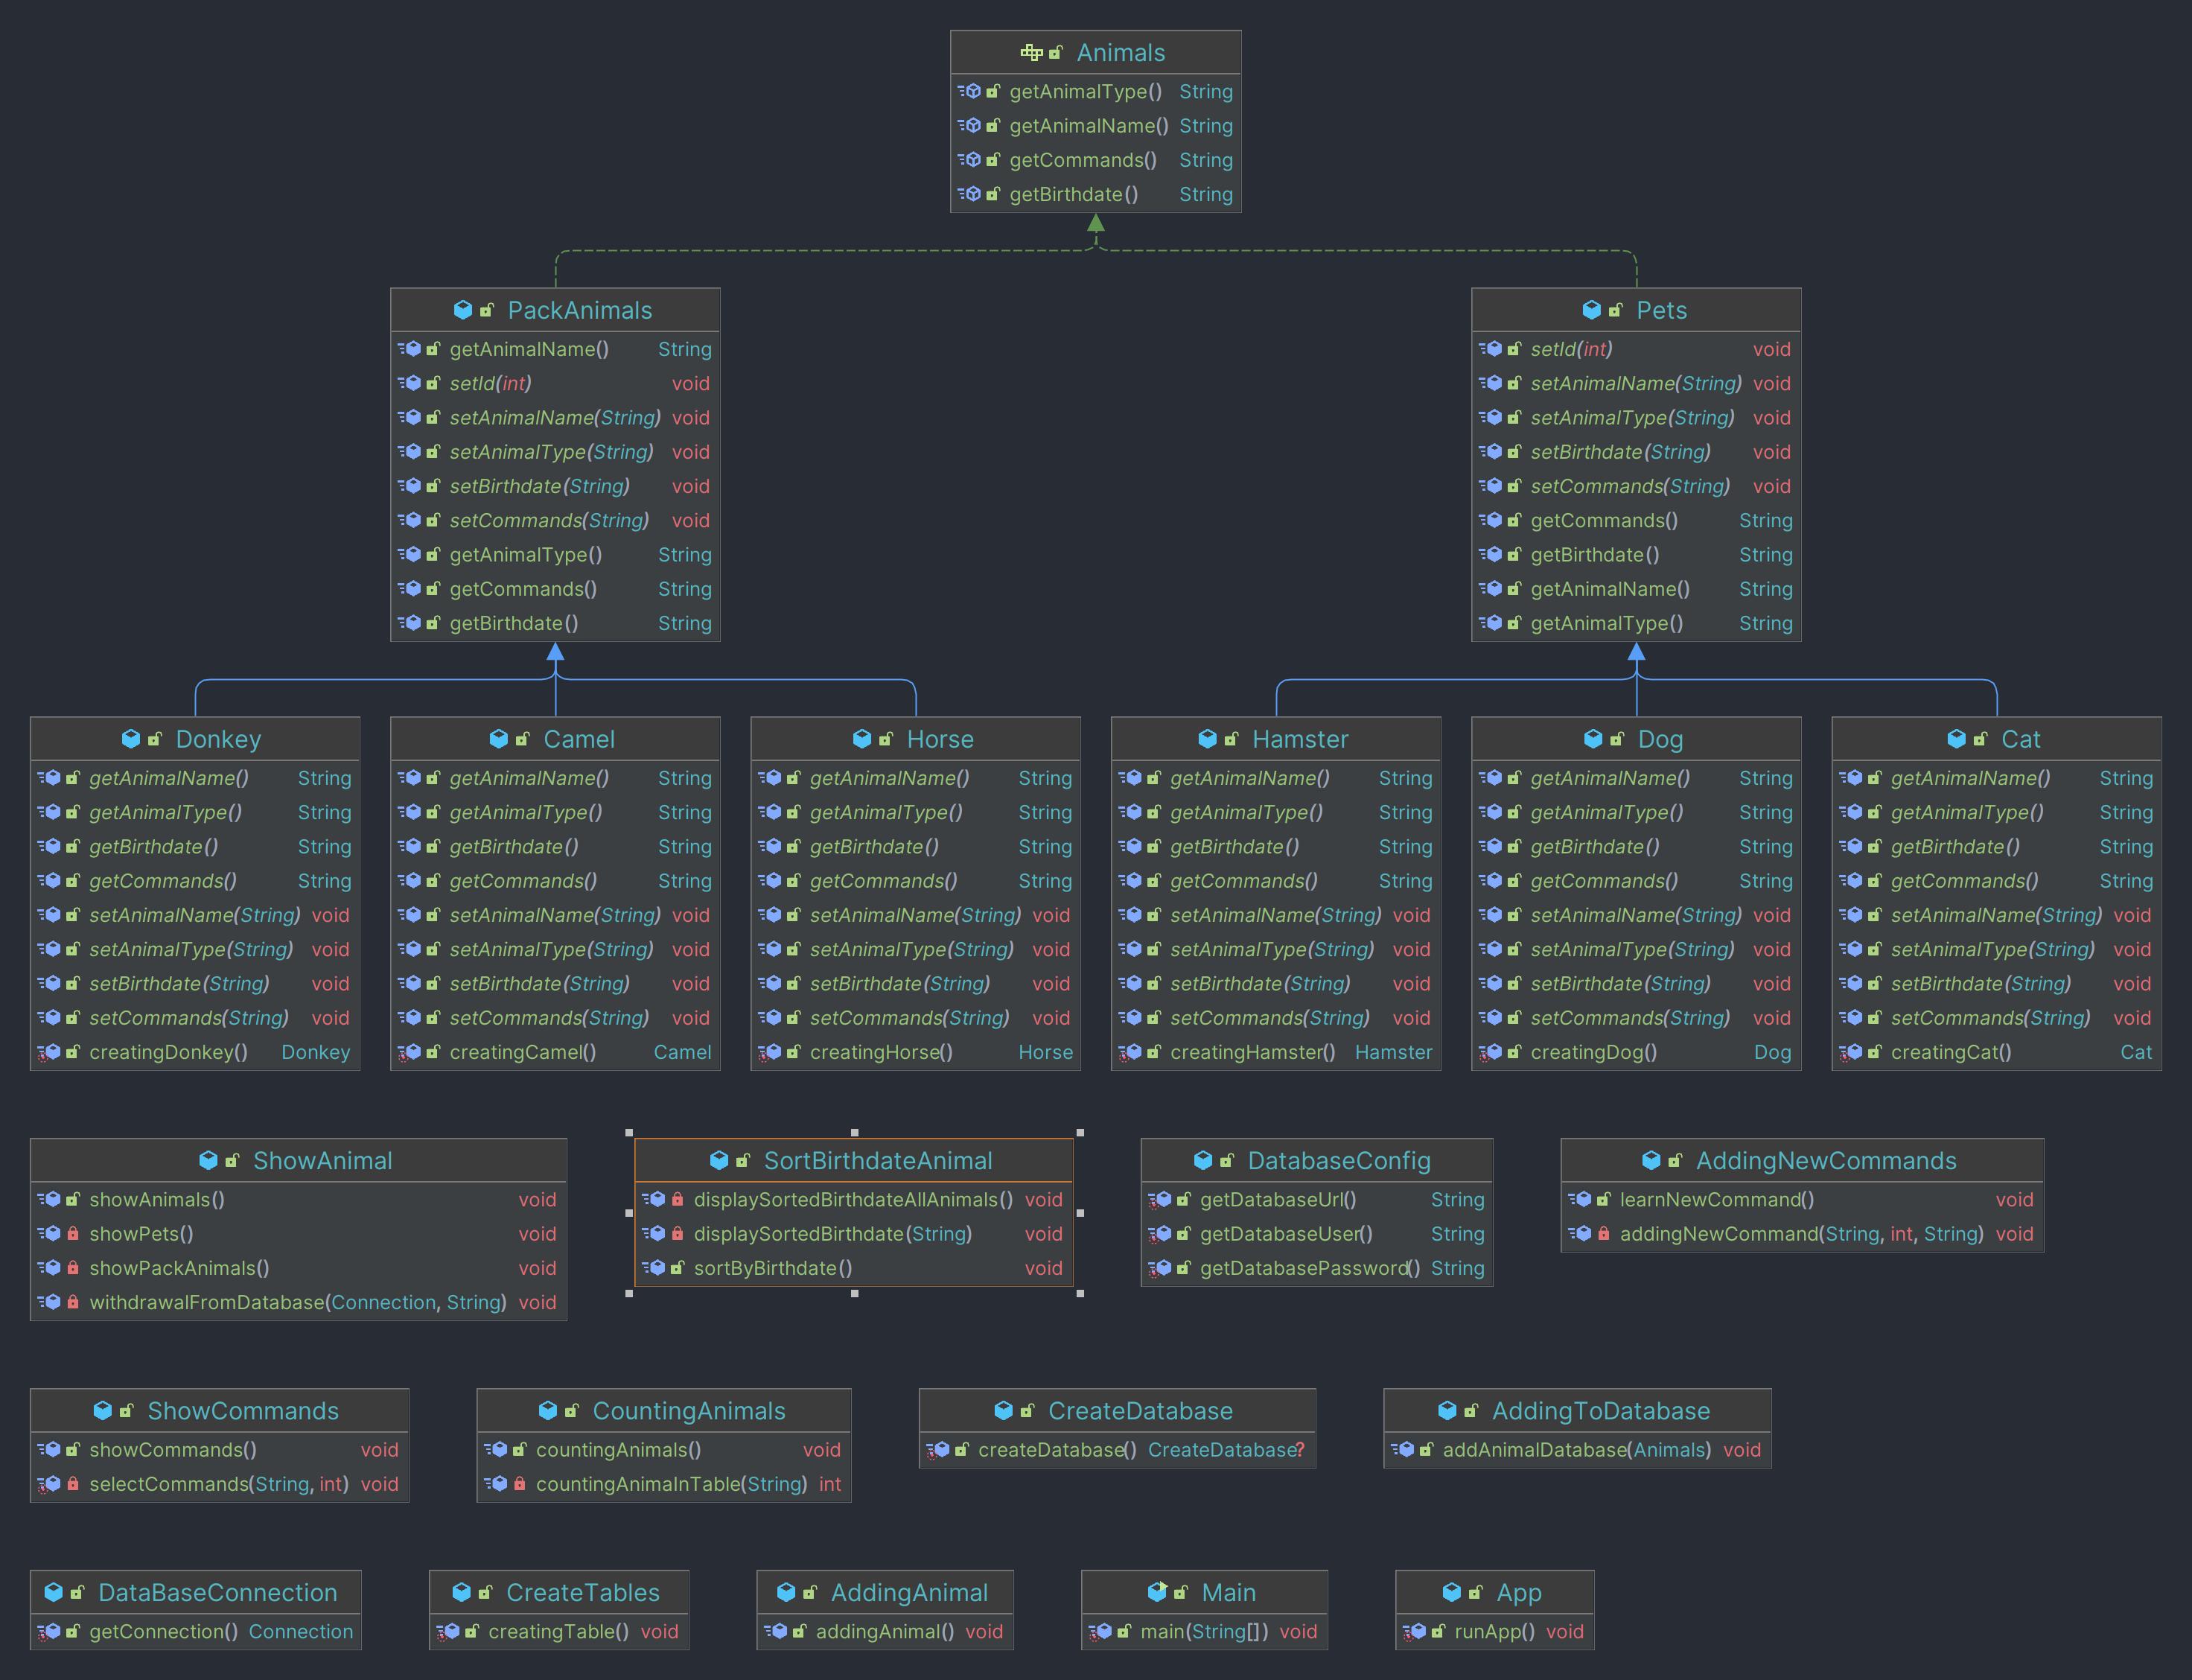 Animals
getAnimalType() String
getAnimalName() String
getCommands() String
getBirthdate() String
PackAnimals
getAnimalName() String
setId(int) void
setAnimalName(String) void
setAnimalType(String) void
setBirthdate(String) void
setCommands(String) void
getAnimalType() String
getCommands() String
getBirthdate() String
Pets
setId(int) void
setAnimalName(String) void
setAnimalType(String) void
setBirthdate(String) void
setCommands(String) void
getCommands() String
getBirthdate() String
getAnimalName() String
getAnimalType() String
Donkey
getAnimalName() String
getAnimalType() String
getBirthdate() String
getCommands() String
setAnimalName(String) void
setAnimalType(String) void
setBirthdate(String) void
setCommands(String) void
creatingDonkey() Donkey
Camel
getAnimalName() String
getAnimalType() String
getBirthdate() String
getCommands() String
setAnimalName(String) void
setAnimalType(String) void
setBirthdate(String) void
setCommands(String) void
creatingCamel() Camel
Horse
getAnimalName() String
getAnimalType() String
getBirthdate() String
getCommands() String
setAnimalName(String) void
setAnimalType(String) void
setBirthdate(String) void
setCommands(String) void
creatingHorse() Horse
Hamster
getAnimalName() String
getAnimalType() String
getBirthdate() String
getCommands() String
setAnimalName(String) void
setAnimalType(String) void
setBirthdate(String) void
setCommands(String) void
creatingHamster() Hamster
Dog
getAnimalName() String
getAnimalType() String
getBirthdate() String
getCommands() String
setAnimalName(String) void
setAnimalType(String) void
setBirthdate(String) void
setCommands(String) void
creatingDog() Dog
Cat
getAnimalName() String
getAnimalType() String
getBirthdate() String
getCommands() String
setAnimalName(String) void
setAnimalType(String) void
setBirthdate(String) void
setCommands(String) void
creatingCat() Cat
ShowAnimal
showAnimals() void
showPets() void
showPackAnimals() void
withdrawalFromDatabase(Connection, String) void
SortBirthdateAnimal
displaySortedBirthdateAllAnimals() void
displaySortedBirthdate(String) void
sortByBirthdate() void
DatabaseConfig
getDatabaseUrl() String
getDatabaseUser() String
getDatabasePassword() String
AddingNewCommands
learnNewCommand() void
addingNewCommand(String, int, String) void
ShowCommands
showCommands() void
selectCommands(String, int) void
CountingAnimals
countingAnimals() void
countingAnimaInTable(String) int
CreateDatabase
createDatabase() CreateDatabase?
AddingToDatabase
addAnimalDatabase(Animals) void
DataBaseConnection
getConnection() Connection
CreateTables
creatingTable() void
AddingAnimal
addingAnimal() void
Main
main(String[]) void
App
runApp() void